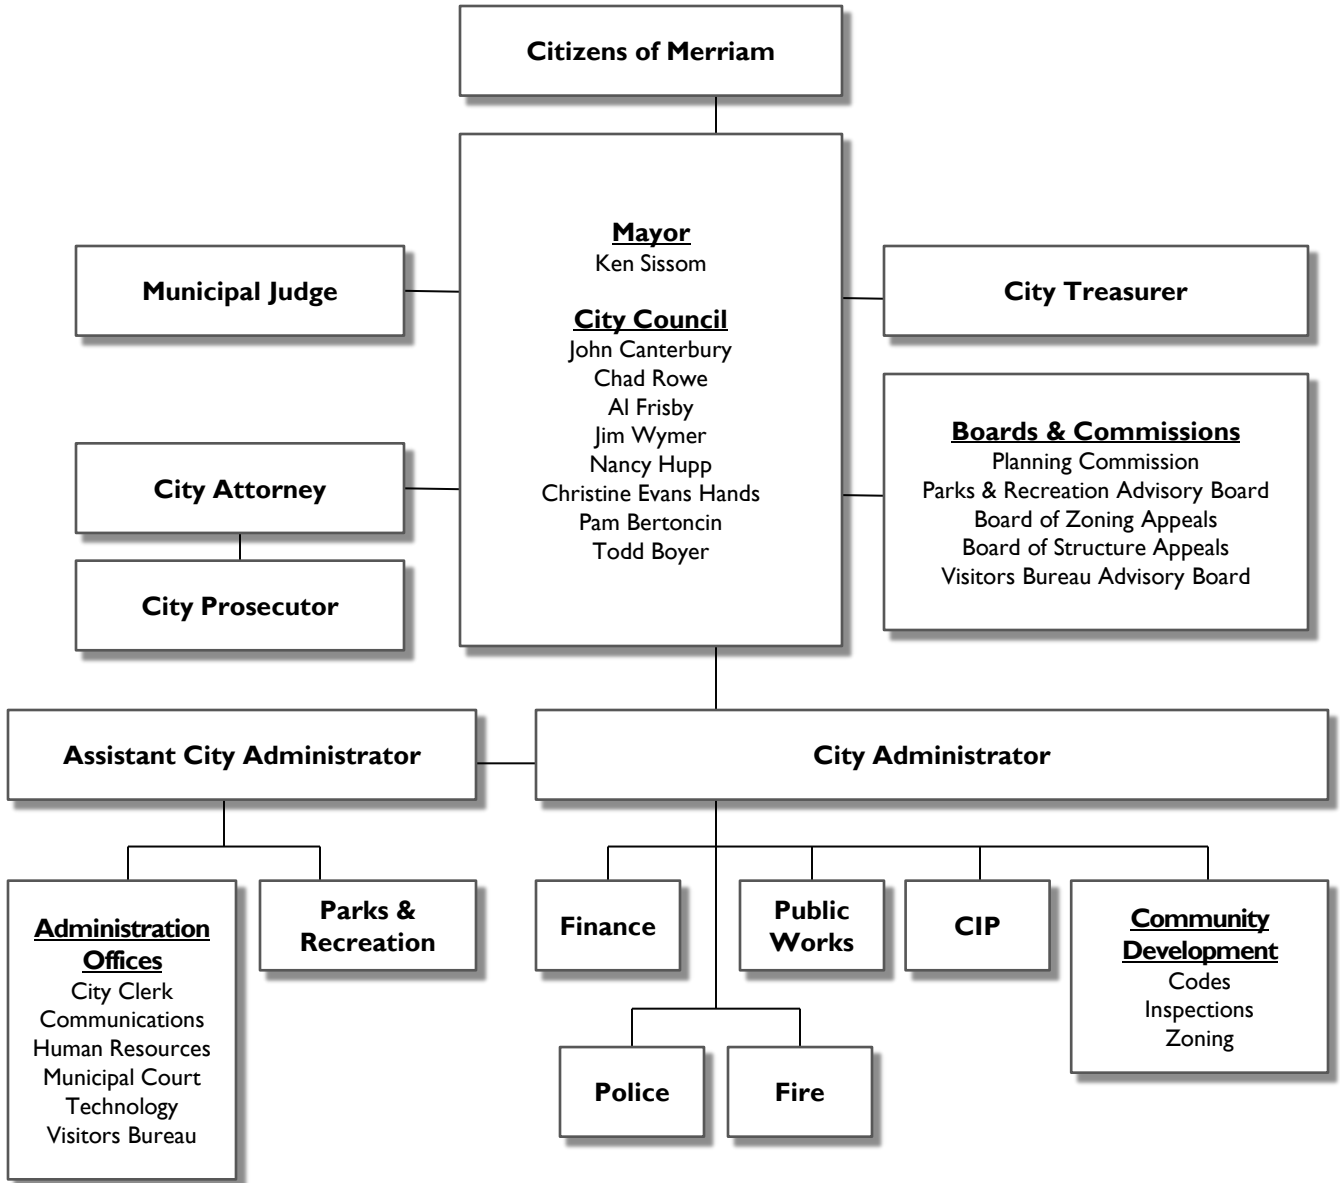 Citizens of Merriam
Mayor
Ken Sissom
City Council
John Canterbury
Chad Rowe
Al Frisby
Jim Wymer
Nancy Hupp
Christine Evans Hands
Pam Bertoncin
Todd Boyer
Municipal Judge
City Attorney
City Prosecutor
City Treasurer
Boards & Commissions
Planning Commission
Parks & Recreation Advisory Board
Board of Zoning Appeals
Board of Structure Appeals
Visitors Bureau Advisory Board
Assistant City Administrator
City Administrator
Administration
Offices
City Clerk
Communications
Human Resources
Municipal Court
Technology
Visitors Bureau
Parks &
Recreation
Finance
Public
Works
CIP
Community
Development
Codes
Inspections
Zoning
Police
Fire